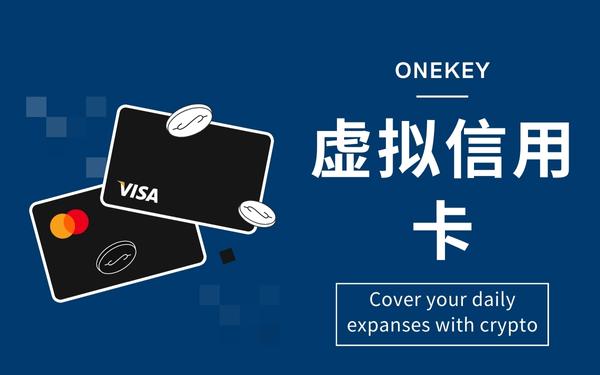 ONEKEY
虚拟信用
卡
VISA
Cover your daily
expanses with crypto